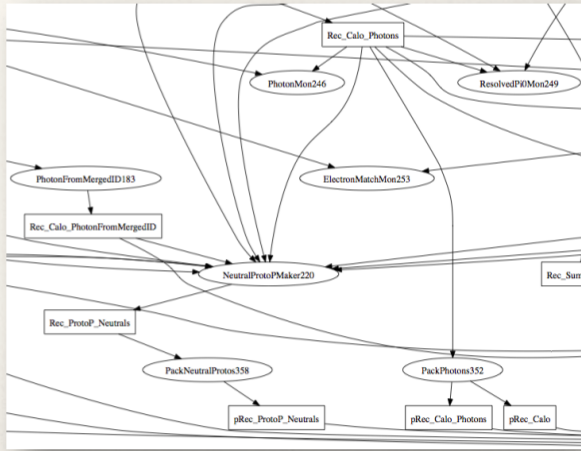 Rec_Calo_Photons
PhotonMon246
ResolvedPi0Mon249
PhotonFromMergedID183
ElectronMatchMon253
Rec_Calo_PhotonFromMergedID
NeutralProtoPMaker220
Rec_Sum
Rec_ProtoP_Neutrals
PackNeutralProtos358
PackPhotons352
pRec_ProtoP_Neutrals
pRec_Calo_Photons
pRec_Calo